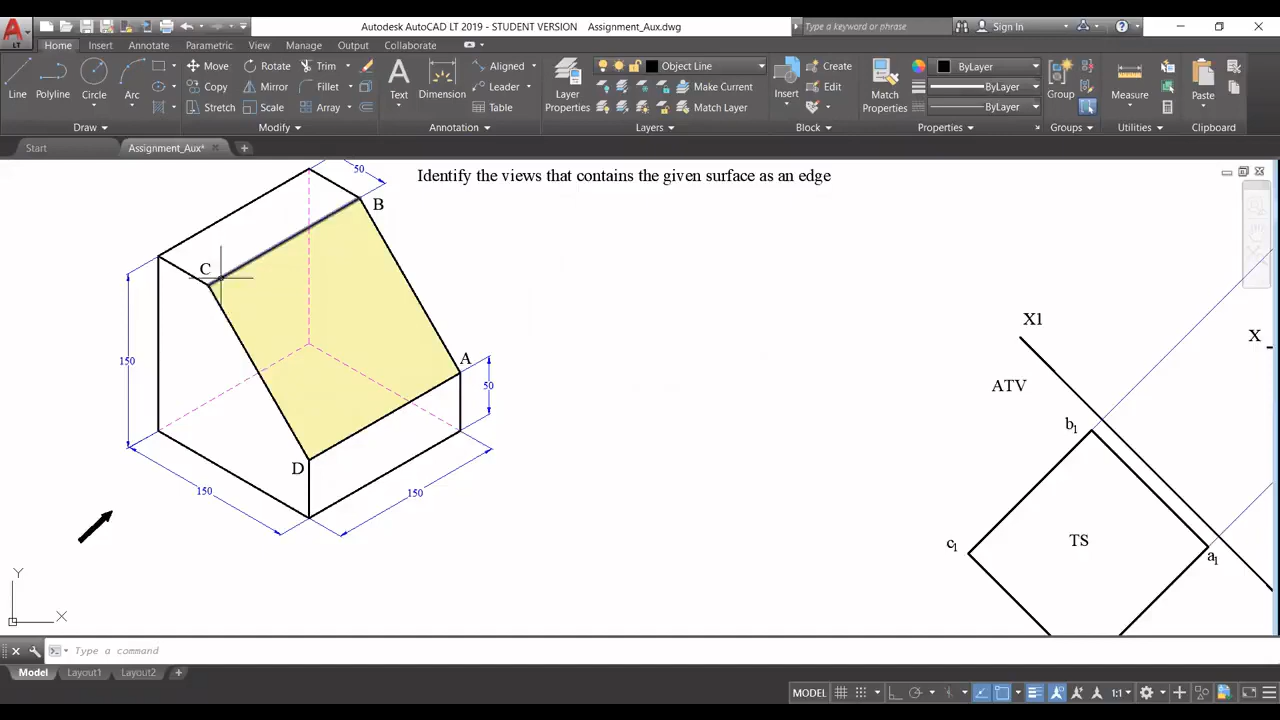 Autodesk AutoCAD LT 2019 - STUDENT VERSION Assignment_Aux.dwg
Type a keyword or phrase
Sign In
LT
Home Insert Annotate Parametric View Manage Output Collaborate
Line
Polyline
Circle
Arc
Move
Rotate
Trim
Copy
Mirror
Fillet
Stretch
Scale
Array
Text
Dimension
Aligned
Leader
Table
Layer
Properties
Object Line
Make Current
Match Layer
Insert
Create
Edit
Match
Properties
ByLayer
ByLayer
ByLayer
Group
Measure
Paste
Draw
Modify
Annotation
Layers
Block
Properties
Groups
Utilities
Clipboard
Start
Assignment_Aux*
Identify the views that contains the given surface as an edge
50
B
C
150
A
50
D
150
150
X1
X
ATV
b1
TS
c1
a1
Y
X
Type a command
Model Layout1 Layout2
MODEL
1:1